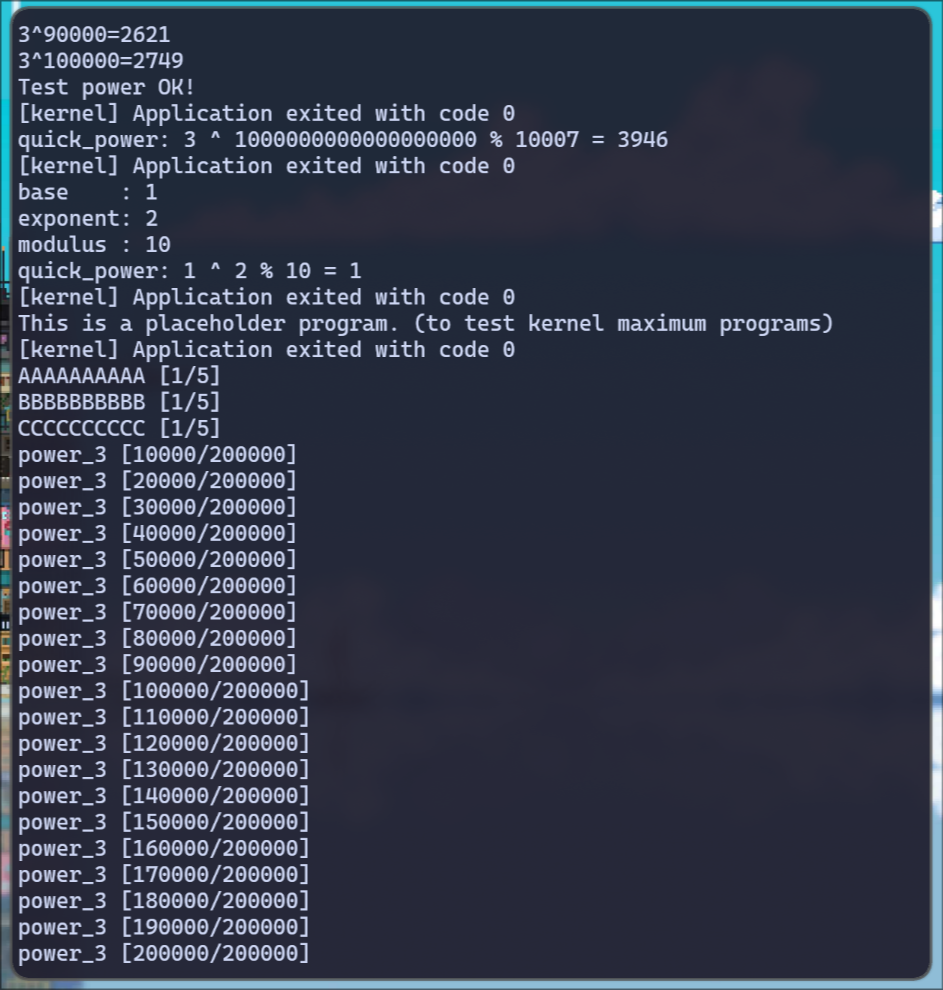 3^90000=2621
3^100000=2749
Test power OK!
[kernel] Application exited with code 0
quick_power: 3 ^ 1000000000000000000 % 10007 = 3946
[kernel] Application exited with code 0
base    : 1
exponent: 2
modulus : 10
quick_power: 1 ^ 2 % 10 = 1
[kernel] Application exited with code 0
This is a placeholder program. (to test kernel maximum programs)
[kernel] Application exited with code 0
AAAAAAAAAA [1/5]
BBBBBBBBBB [1/5]
CCCCCCCCCC [1/5]
power_3 [10000/200000]
power_3 [20000/200000]
power_3 [30000/200000]
power_3 [40000/200000]
power_3 [50000/200000]
power_3 [60000/200000]
power_3 [70000/200000]
power_3 [80000/200000]
power_3 [90000/200000]
power_3 [100000/200000]
power_3 [110000/200000]
power_3 [120000/200000]
power_3 [130000/200000]
power_3 [140000/200000]
power_3 [150000/200000]
power_3 [160000/200000]
power_3 [170000/200000]
power_3 [180000/200000]
power_3 [190000/200000]
power_3 [200000/200000]